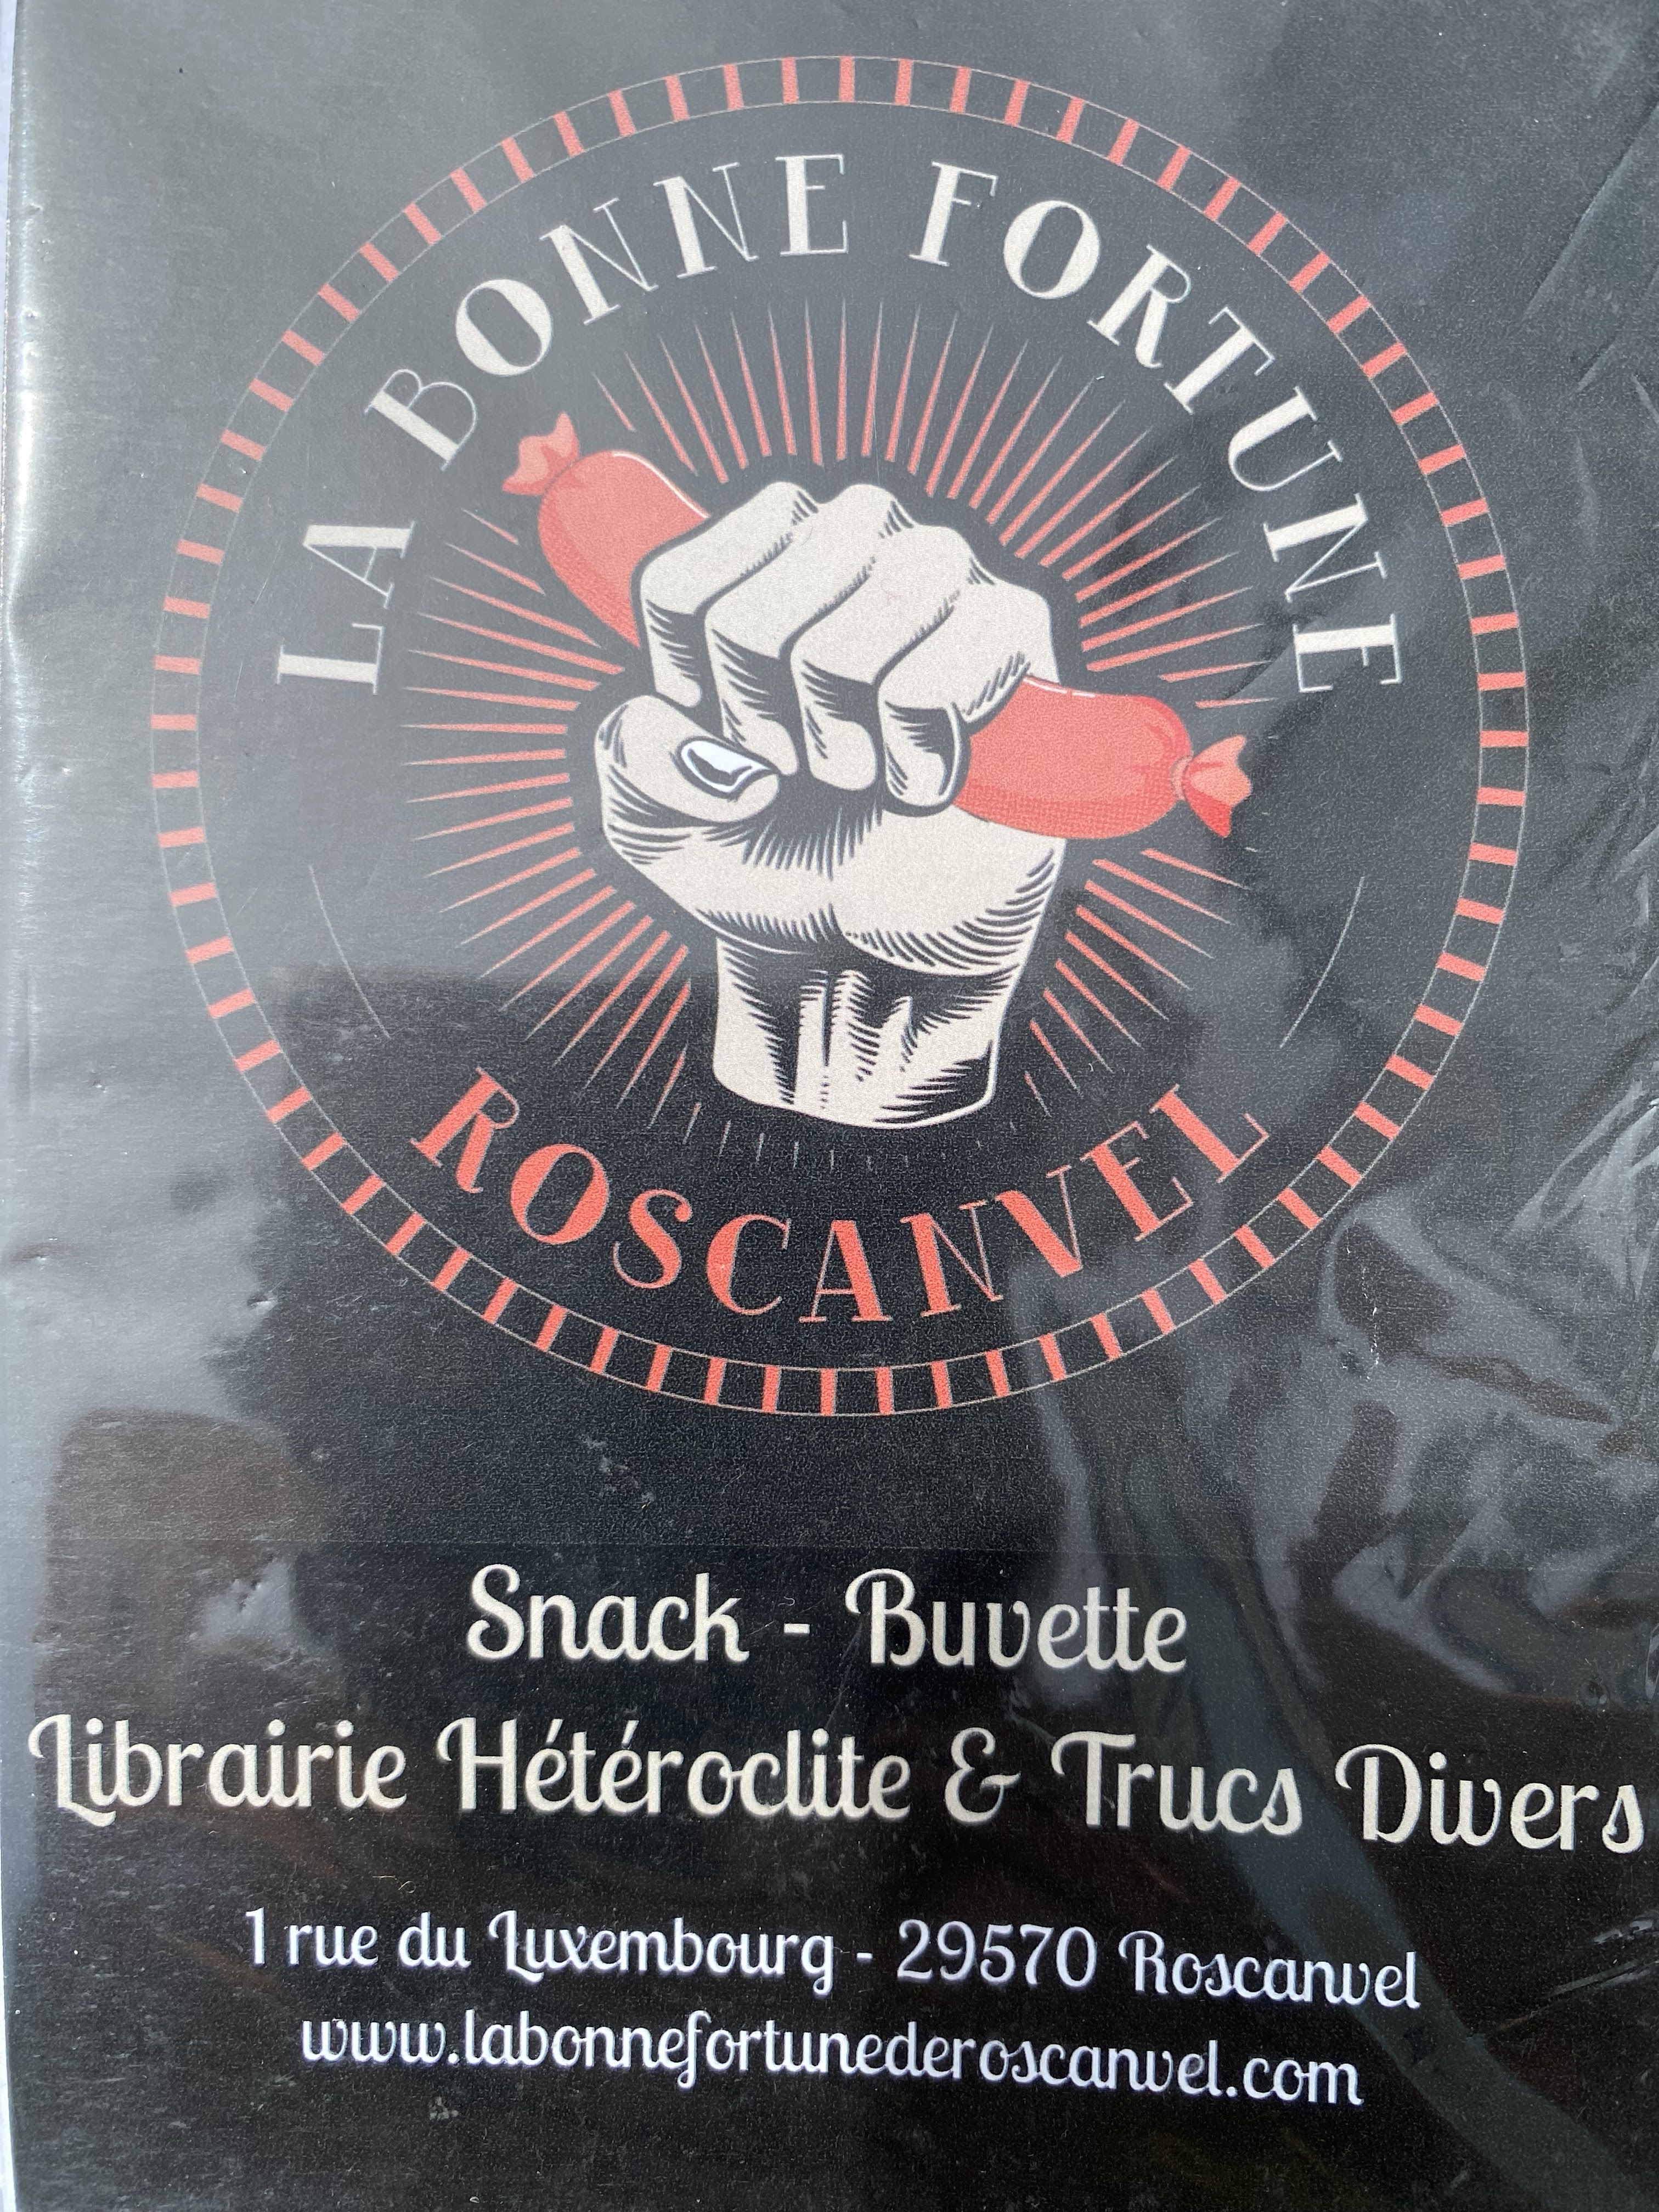 LA BONNE FORTUNE
ROSCANVEL
Snack - Buvette
Librairie Hétéroclite & Trucs Divers
1 rue du Luxembourg - 29570 Roscanvel
www.labonnefortunederoscanvel.com